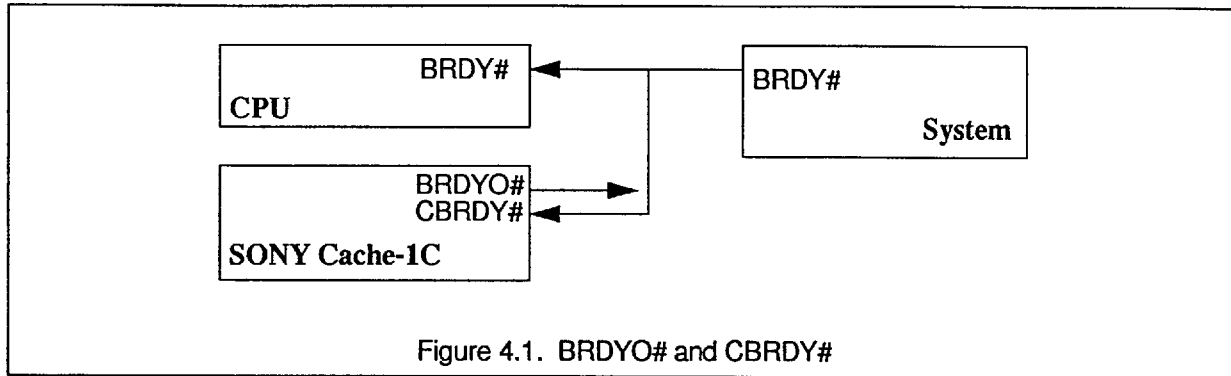 BRDY#
CPU
BRDY#
System
BRDYO#
CBRDY#
SONY Cache-1C
Figure 4.1. BRDYO# and CBRDY#